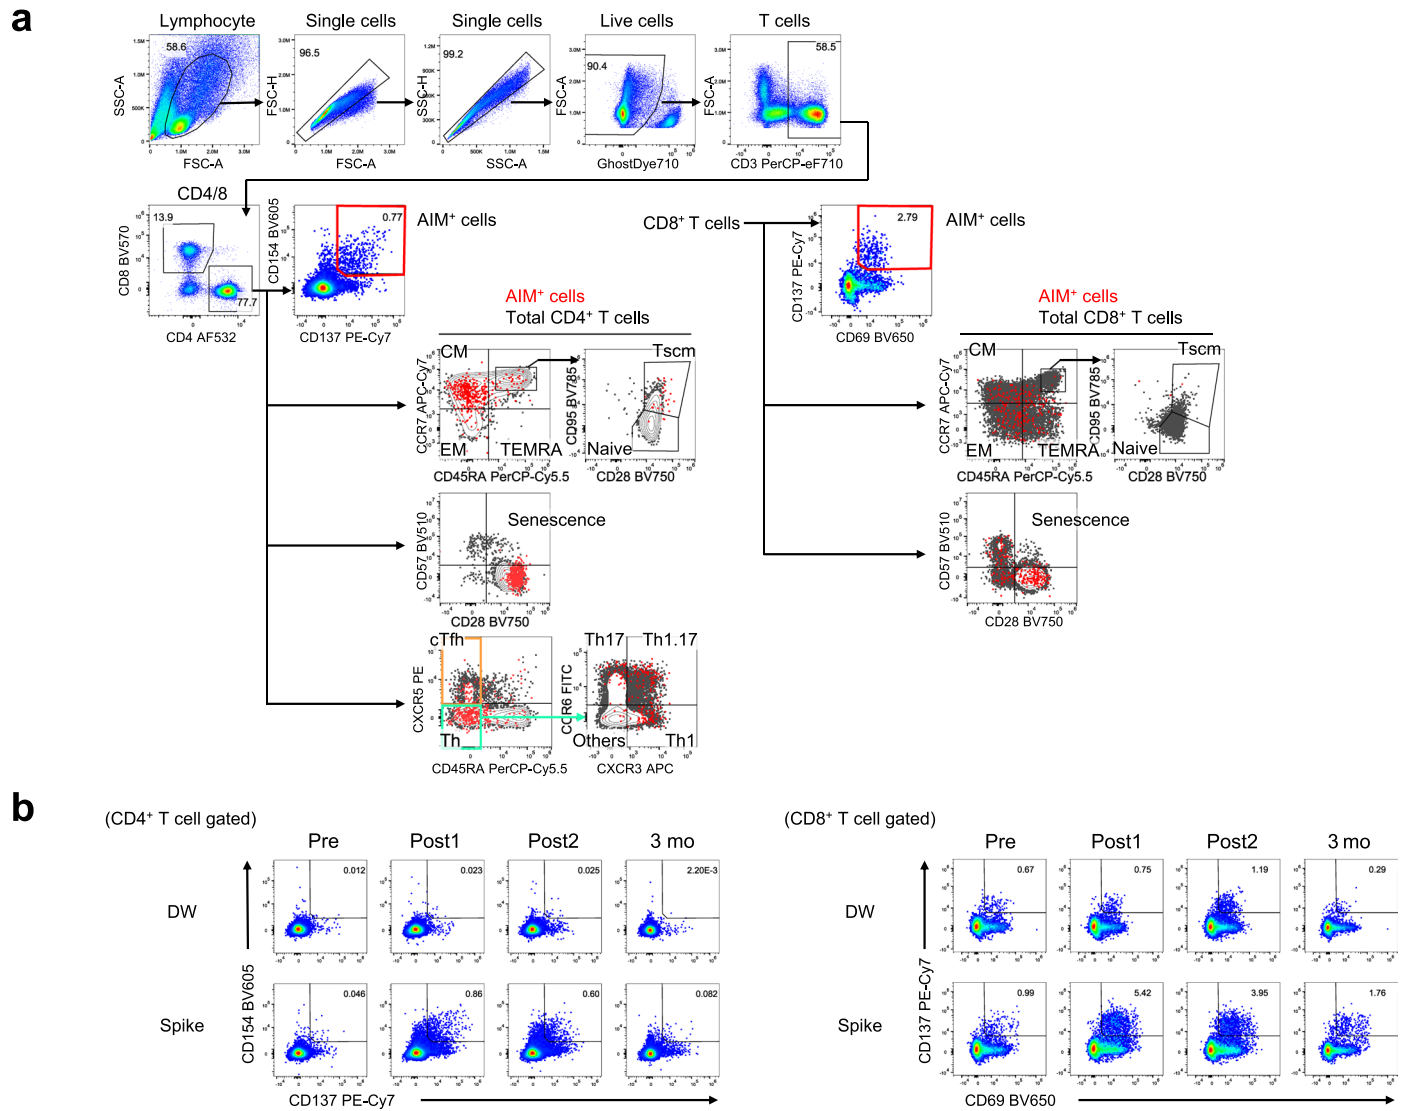 a
Lymphocyte
Single cells
Single cells
Live cells
T cells
58.6
96.5
99.2
90.4
58.5
SSC-A
FSC-H
SSC-H
FSC-A
FSC-A
FSC-A
FSC-A
SSC-A
GhostDye710
CD3 PerCP-eF710
CD4/8
13.9
77.7
CD8 BV570
CD4 AF532
CD154 BV605
0.77
AIM⁺ cells
CD137 PE-Cy7
CD8⁺ T cells
2.79
AIM⁺ cells
CD137 PE-Cy7
CD69 BV650
AIM⁺ cells
Total CD4⁺ T cells
AIM⁺ cells
Total CD8⁺ T cells
CM
EM
TEMRA
CCR7 APC-Cy7
CD45RA PerCP-Cy5.5
Tscm
Naive
CD95 BV785
CD28 BV750
CM
EM
TEMRA
CCR7 APC-Cy7
CD45RA PerCP-Cy5.5
Tscm
Naive
CD95 BV785
CD28 BV750
Senescence
CD57 BV510
CD28 BV750
Senescence
CD57 BV510
CD28 BV750
cTfh
Th
CXCR5 PE
CD45RA PerCP-Cy5.5
Th17
Th1.17
Others
Th1
CCR6 FITC
CXCR3 APC
b
(CD4⁺ T cell gated)
Pre
Post1
Post2
3 mo
DW
0.012
0.023
0.025
2.20E-3
Spike
0.046
0.86
0.60
0.082
CD154 BV605
CD137 PE-Cy7
(CD8⁺ T cell gated)
Pre
Post1
Post2
3 mo
DW
0.67
0.75
1.19
0.29
Spike
0.99
5.42
3.95
1.76
CD137 PE-Cy7
CD69 BV650